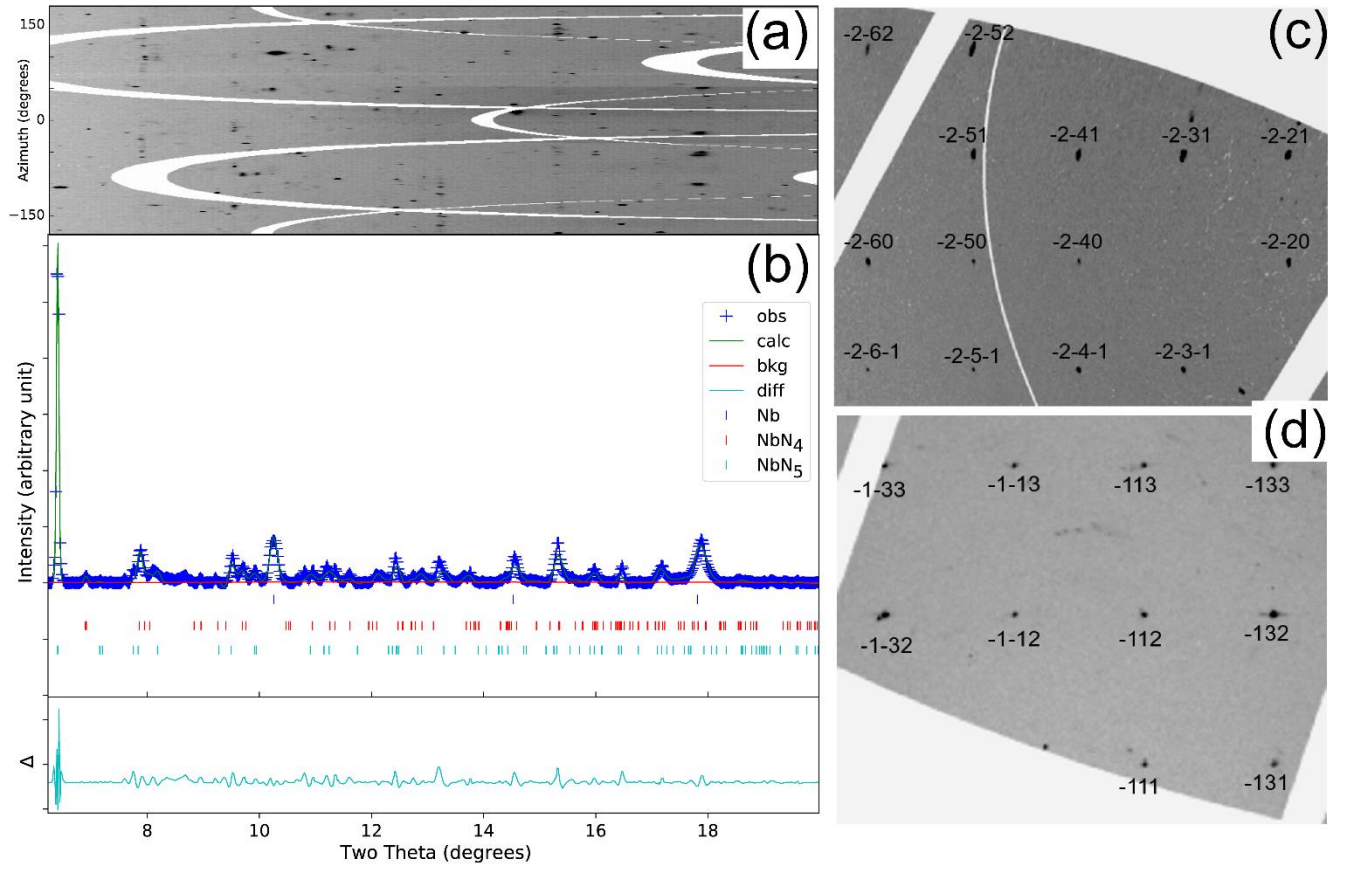 (a)
150
0
−150
Azimuth (degrees)
(b)
obs
calc
bkg
diff
Nb
NbN4
NbN5
Intensity (arbitrary unit)
Δ
8 10 12 14 16 18
Two Theta (degrees)
(c)
-2-62 -2-52
-2-51 -2-41 -2-31 -2-21
-2-60 -2-50 -2-40 -2-20
-2-6-1 -2-5-1 -2-4-1 -2-3-1
(d)
-1-33 -1-13 -113 -133
-1-32 -1-12 -112 -132
-111 -131